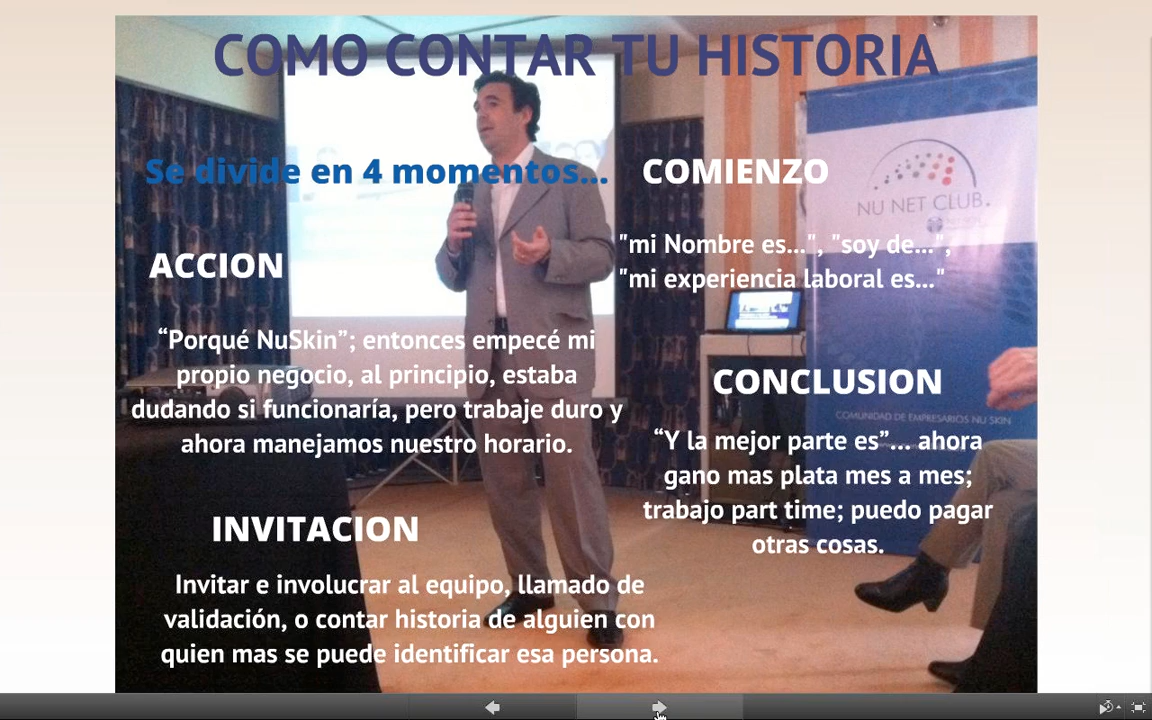 COMO CONTAR TU HISTORIA
Se divide en 4 momentos...
COMIENZO
"mi Nombre es...", "soy de...",
"mi experiencia laboral es..."
ACCION
“Porqué NuSkin”; entonces empecé mi
propio negocio, al principio, estaba
dudando si funcionaría, pero trabaje duro y
ahora manejamos nuestro horario.
CONCLUSION
“Y la mejor parte es”... ahora
gano mas plata mes a mes;
trabajo part time; puedo pagar
otras cosas.
INVITACION
Invitar e involucrar al equipo, llamado de
validación, o contar historia de alguien con
quien mas se puede identificar esa persona.
NU NET CLUB.
COMUNIDAD DE EMPRESARIOS NU SKIN